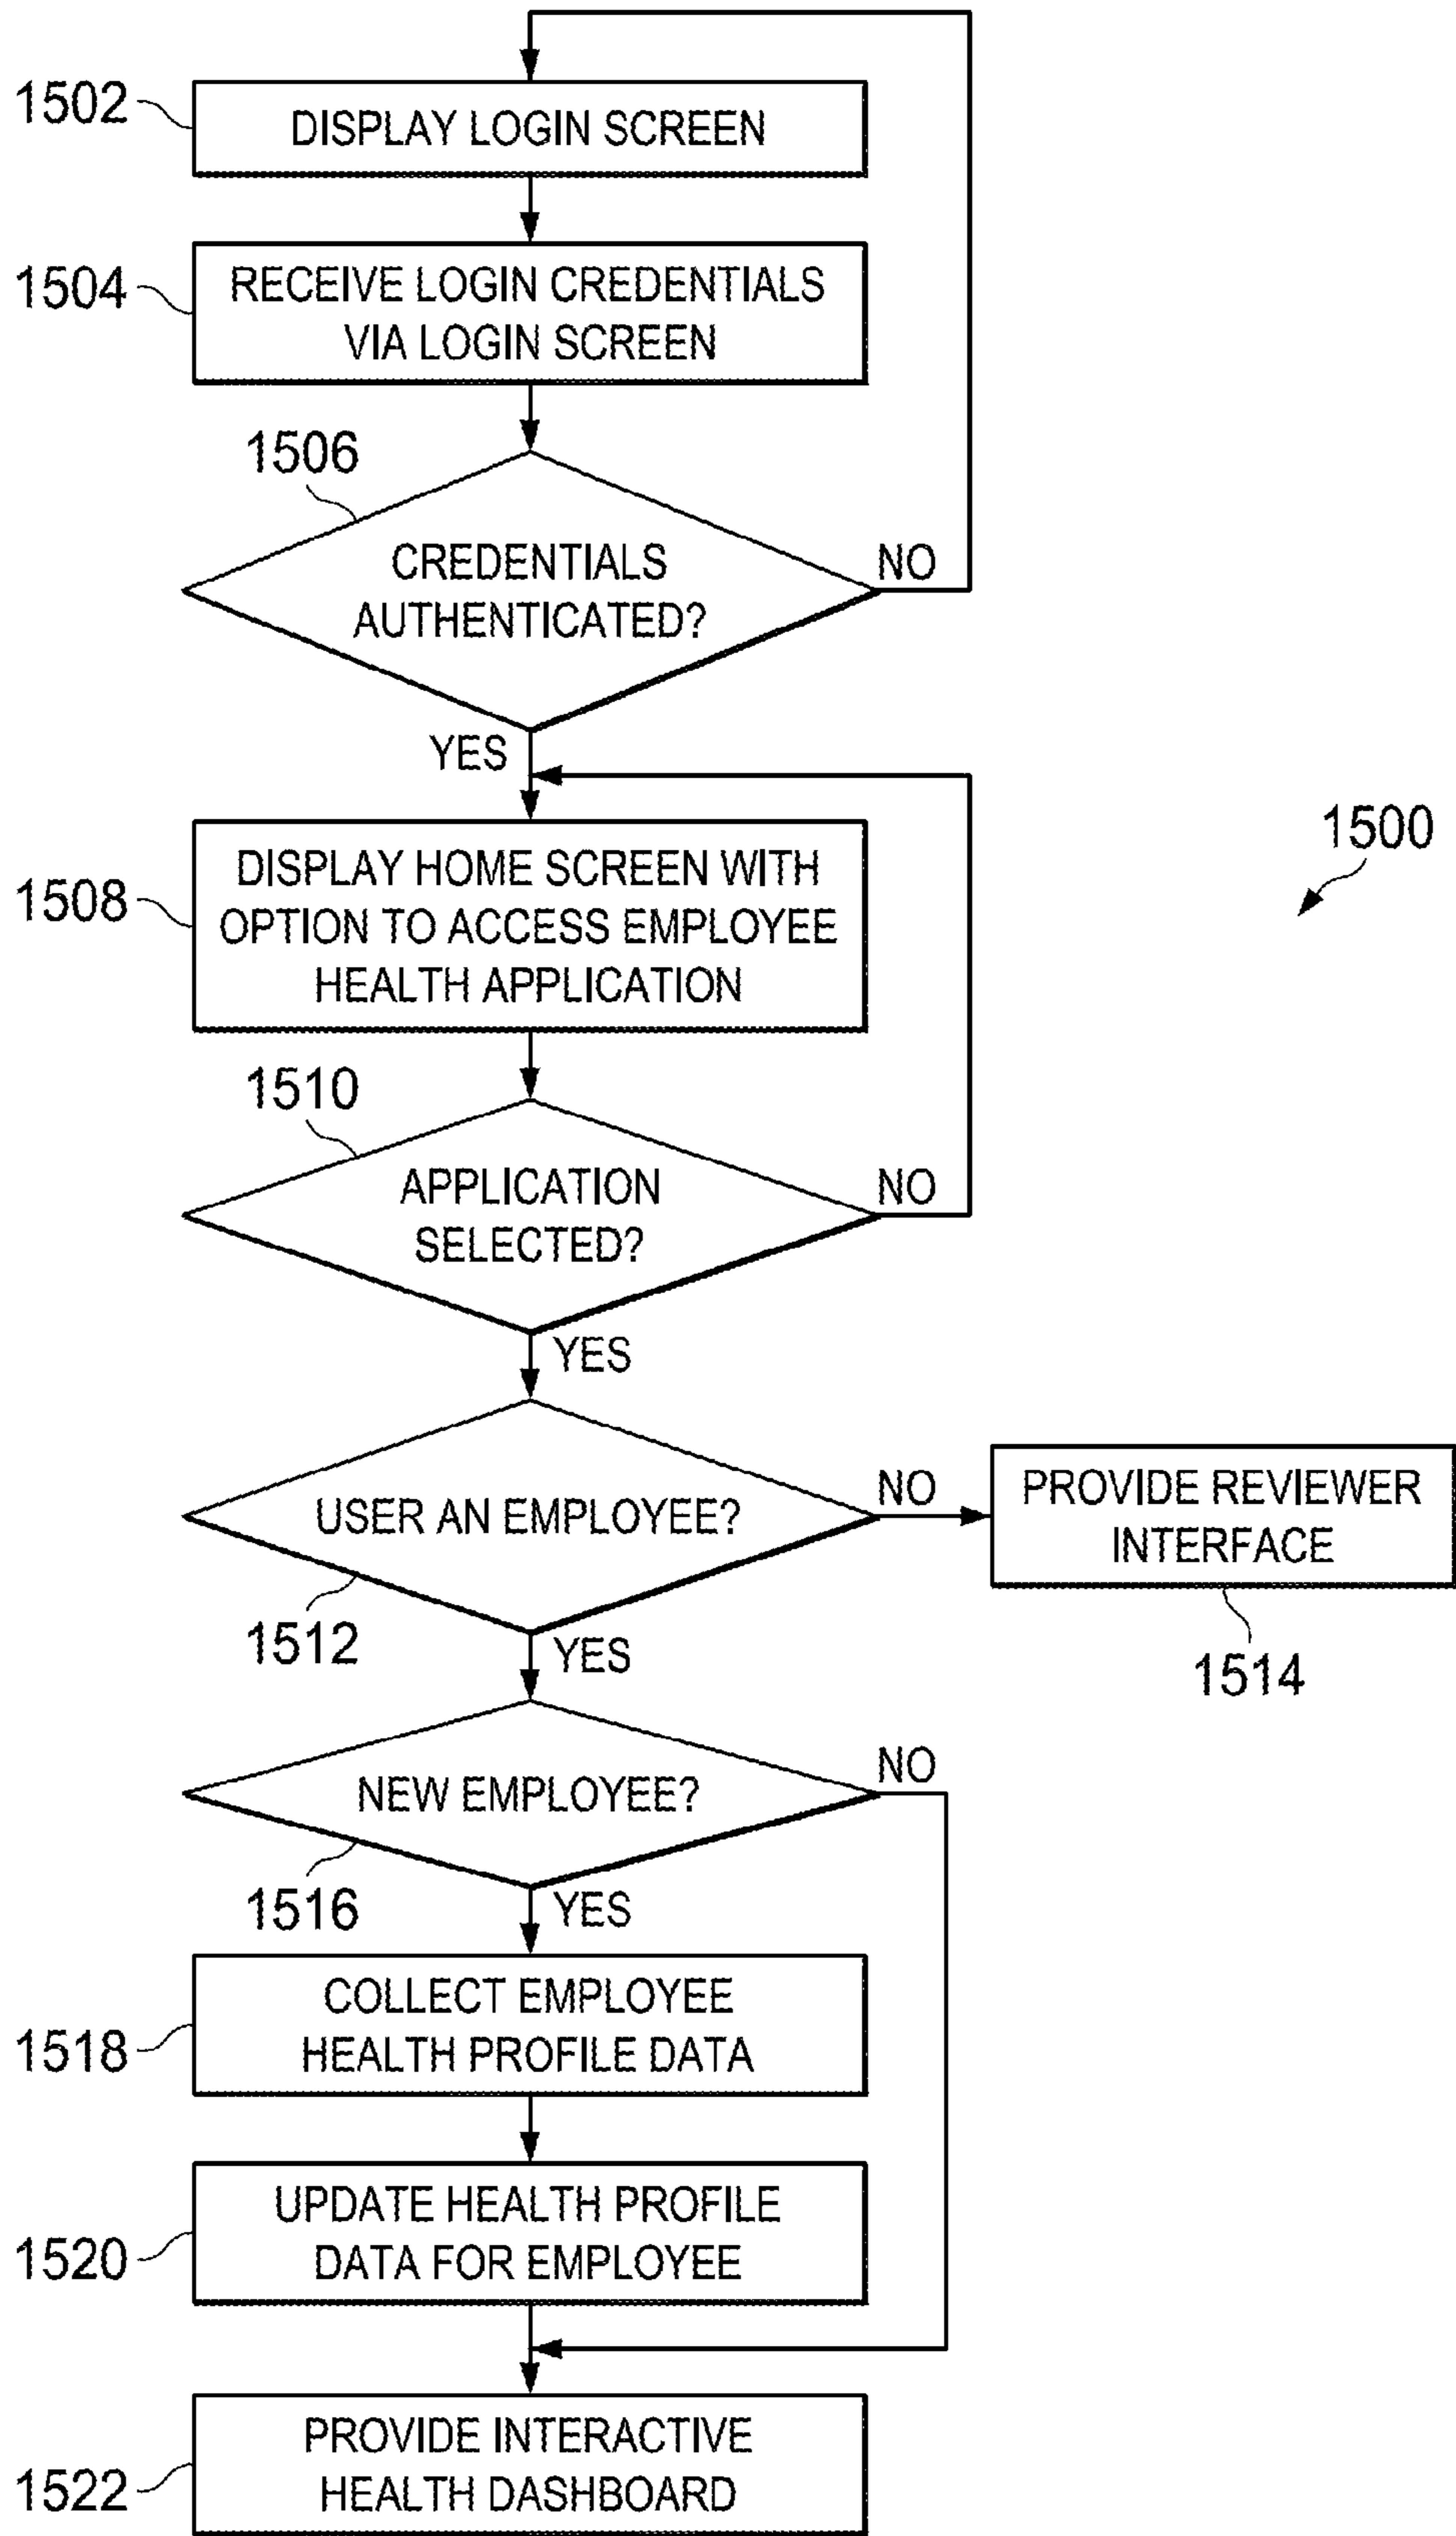 1502
DISPLAY LOGIN SCREEN
1504
RECEIVE LOGIN CREDENTIALS
VIA LOGIN SCREEN
1506
CREDENTIALS
AUTHENTICATED?
NO
YES
1500
1508
DISPLAY HOME SCREEN WITH
OPTION TO ACCESS EMPLOYEE
HEALTH APPLICATION
1510
APPLICATION
SELECTED?
NO
YES
USER AN EMPLOYEE?
NO
1512
YES
PROVIDE REVIEWER
INTERFACE
1514
NEW EMPLOYEE?
NO
1516
YES
1518
COLLECT EMPLOYEE
HEALTH PROFILE DATA
1520
UPDATE HEALTH PROFILE
DATA FOR EMPLOYEE
1522
PROVIDE INTERACTIVE
HEALTH DASHBOARD